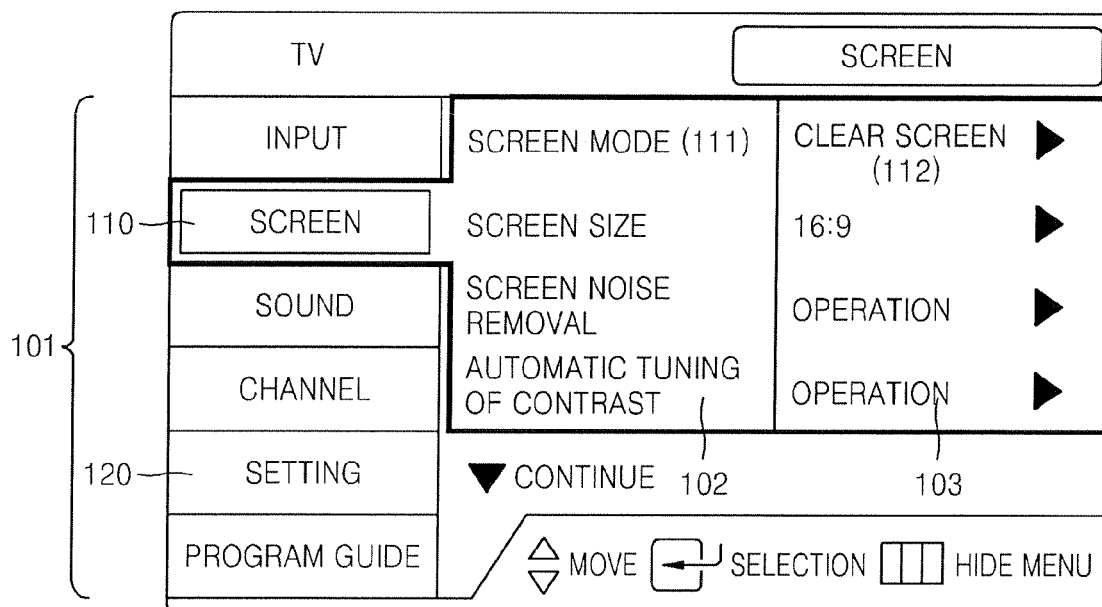 TV
SCREEN
101
INPUT
110
SCREEN
SOUND
CHANNEL
120
SETTING
PROGRAM GUIDE
SCREEN MODE (111)
CLEAR SCREEN
(112)
SCREEN SIZE
16:9
SCREEN NOISE
REMOVAL
OPERATION
AUTOMATIC TUNING
OF CONTRAST
OPERATION
CONTINUE
102
103
MOVE
SELECTION
HIDE MENU